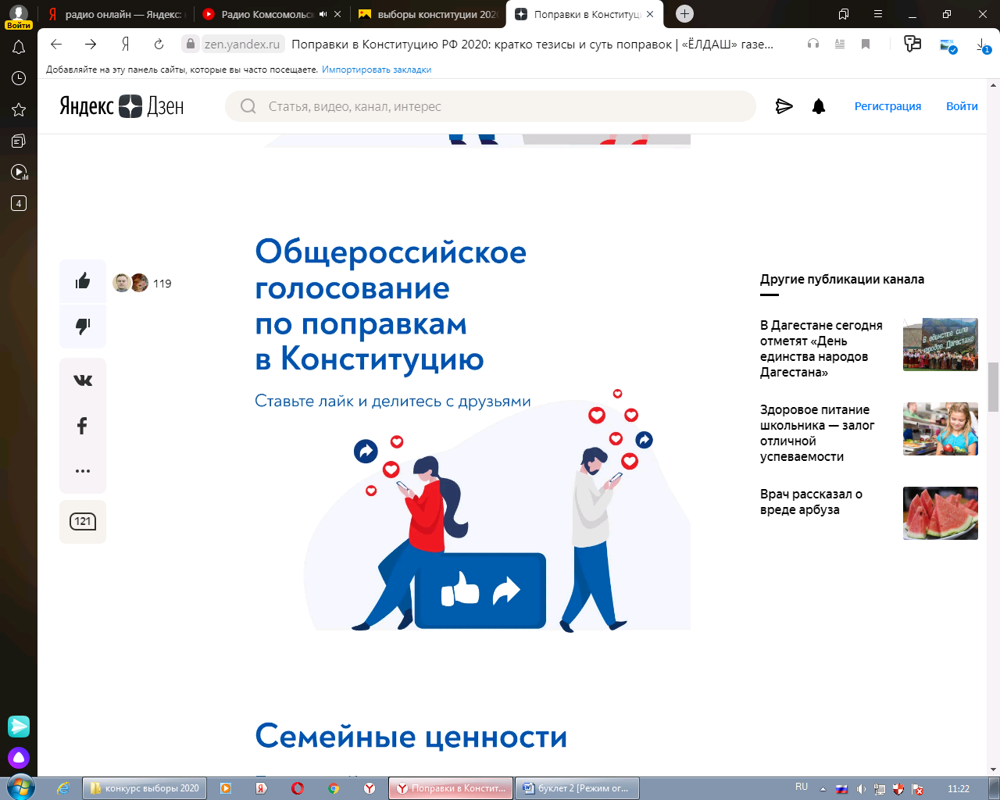 радио онлайн — Яндекс:
Радио Комсомольск
выборы конституции 2020
Поправки в Конституц
Войти
zen.yandex.ru
Поправки в Конституцию РФ 2020: кратко тезисы и суть поправок | «ЁЛДАШ» газе...
1
Добавляйте на эту панель сайты, которые вы часто посещаете. Импортировать закладки
Яндекс Дзен
Статья, видео, канал, интерес
Регистрация
Войти
4
Общероссийское
голосование
по поправкам
в Конституцию
Ставьте лайк и делитесь с друзьями
119
121
Другие публикации канала
В Дагестане сегодня
отметят «День
единства народов
Дагестана»
В единстве сила
народов Дагестана
Здоровое питание
школьника — залог
отличной
успеваемости
Врач рассказал о
вреде арбуза
Семейные ценности
конкурс выборы 2020
Поправки в Констит...
буклет 2 [Режим ог...
RU
11:22